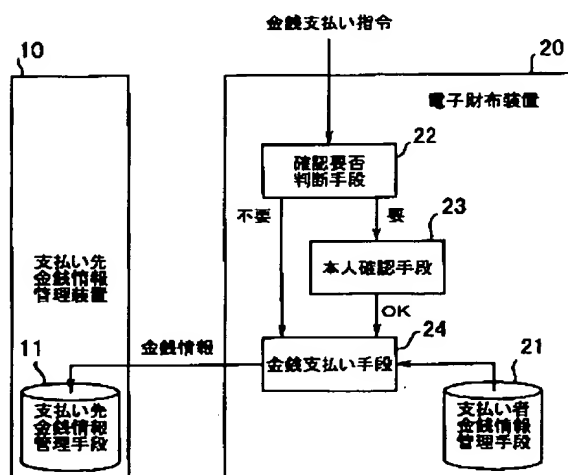 金銭支払い指令
10
20
電子財布装置
22
確認要否
判断手段
不要
要
23
本人確認手段
支払い先
金銭情報
管理装置
OK
24
金銭情報
金銭支払い手段
11
21
支払い先
金銭情報
管理手段
支払い者
金銭情報
管理手段